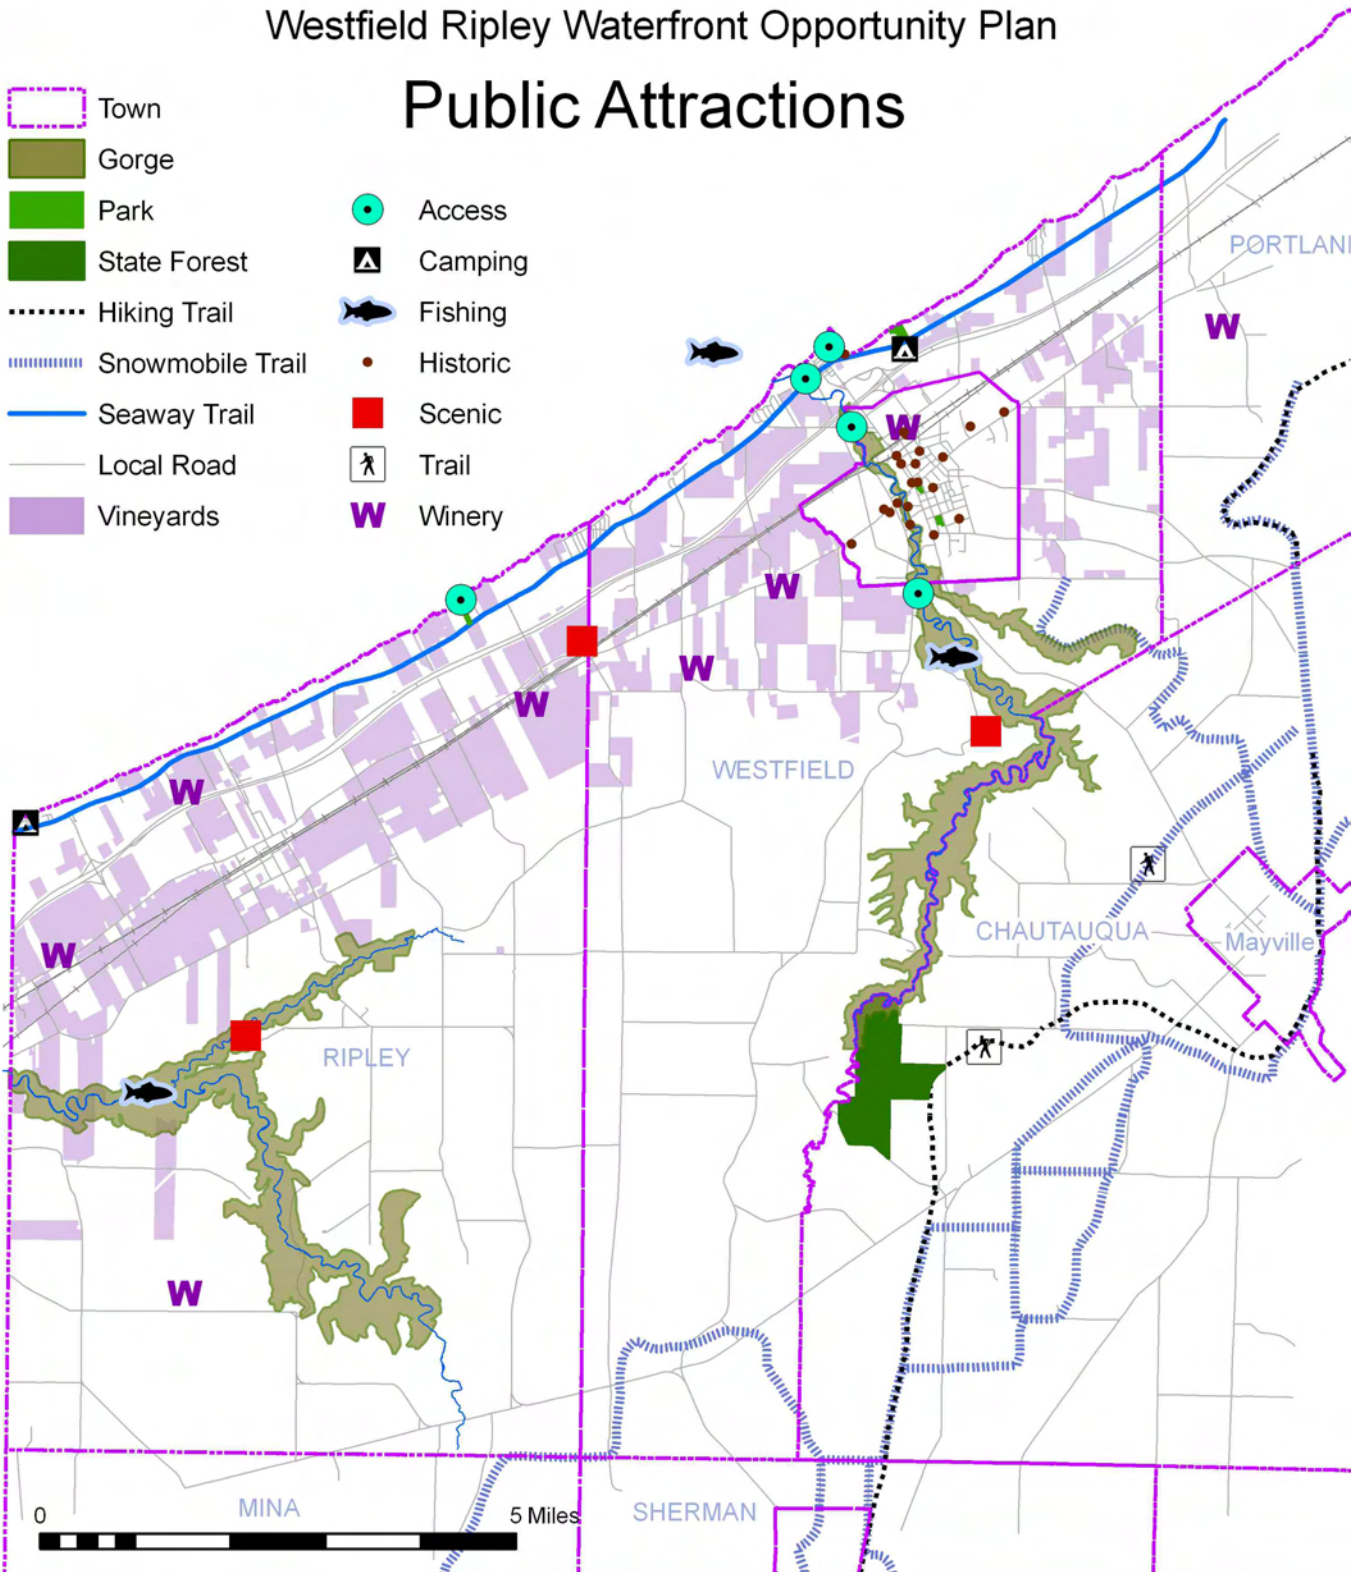 Westfield Ripley Waterfront Opportunity Plan
Public Attractions
Town
Gorge
Park
State Forest
Hiking Trail
Snowmobile Trail
Seaway Trail
Local Road
Vineyards
Access
Camping
Fishing
Historic
Scenic
Trail
W Winery
PORTLAN
W
W
W
W
W
WESTFIELD
W
CHAUTAUQUA
Mayville
W
RIPLEY
W
MINA
SHERMAN
0
5 Miles